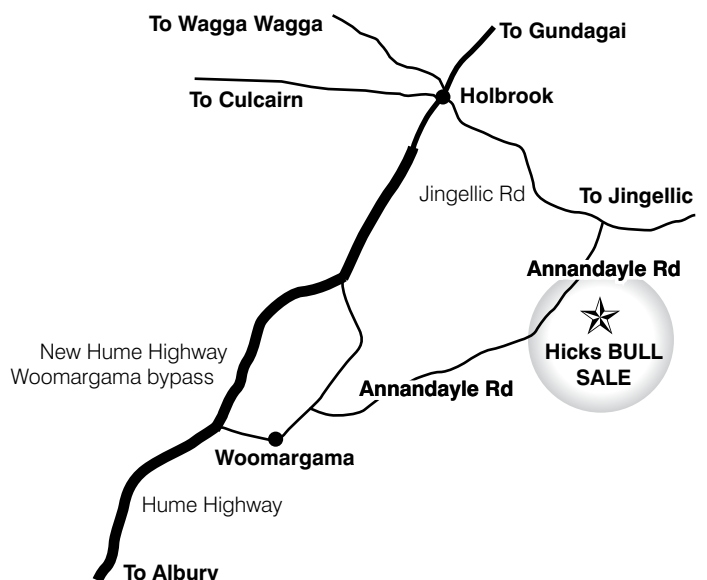 To Wagga Wagga
To Gundagai
To Culcairn
Holbrook
Jingellic Rd
To Jingellic
Annandayle Rd
Hicks BULL
SALE
New Hume Highway
Woomargama bypass
Annandayle Rd
Woomargama
Hume Highway
To Albury